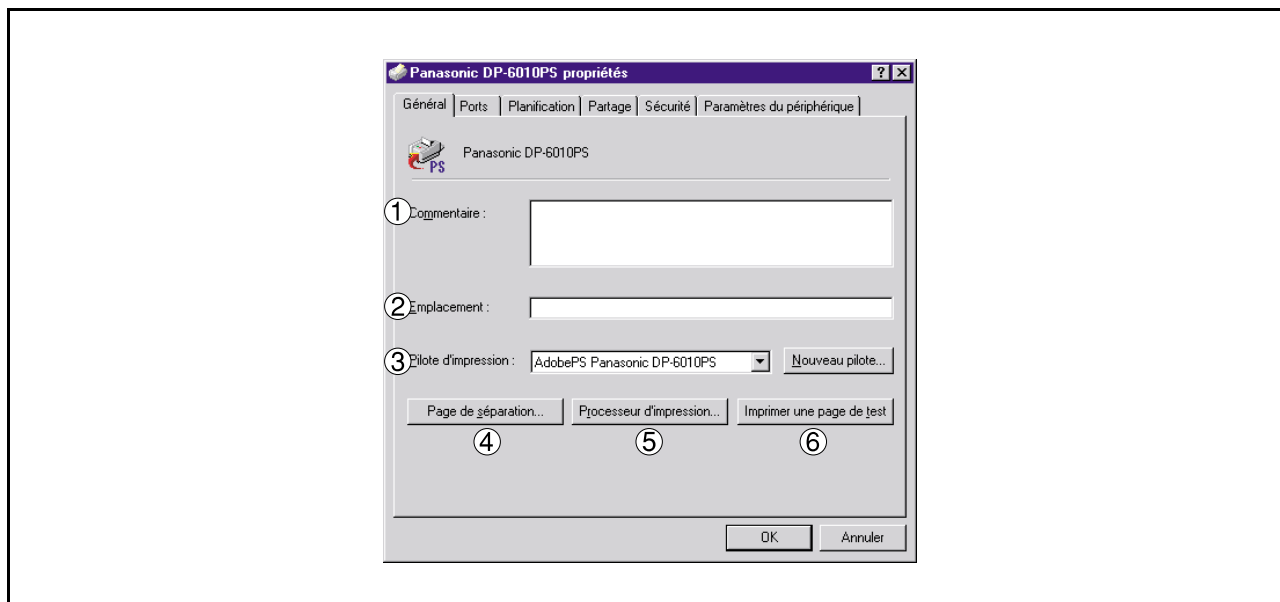 Panasonic DP-6010PS propriétés
Général Ports Planification Partage Sécurité Paramètres du périphérique
PS Panasonic DP-6010PS
① Commentaire :
② Emplacement :
③ Pilote d'impression : AdobePS Panasonic DP-6010PS Nouveau pilote...
Page de séparation... Processeur d'impression... Imprimer une page de test
④ ⑤ ⑥
OK Annuler